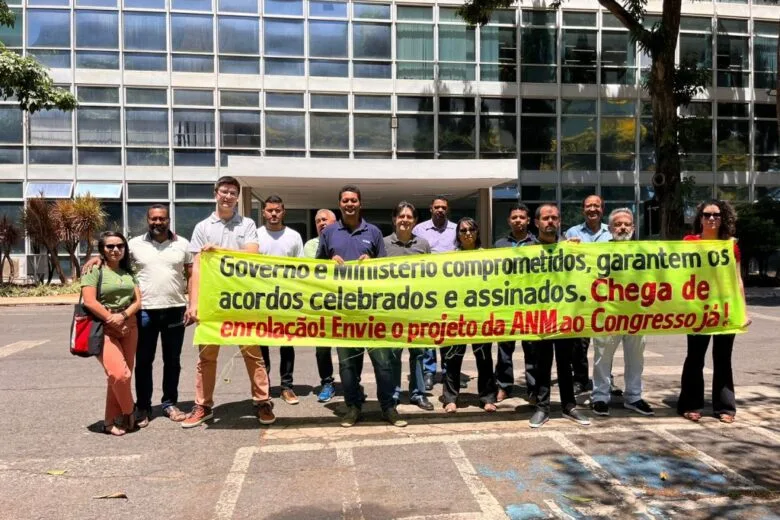 Governo e Ministério comprometidos, garantem os
acordos celebrados e assinados. Chega de
enrolação! Envie o projeto da ANM ao Congresso já!